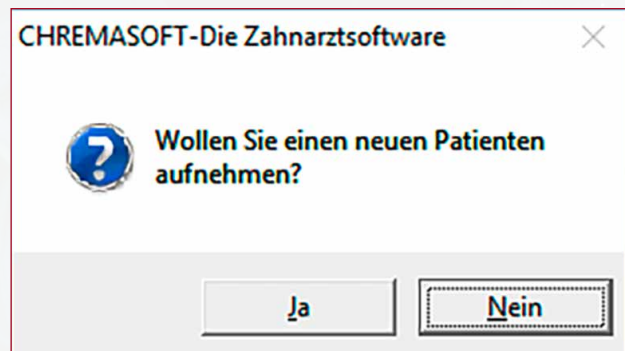 CHREMASOFT-Die Zahnarztsoftware
Wollen Sie einen neuen Patienten
aufnehmen?
Ja
Nein